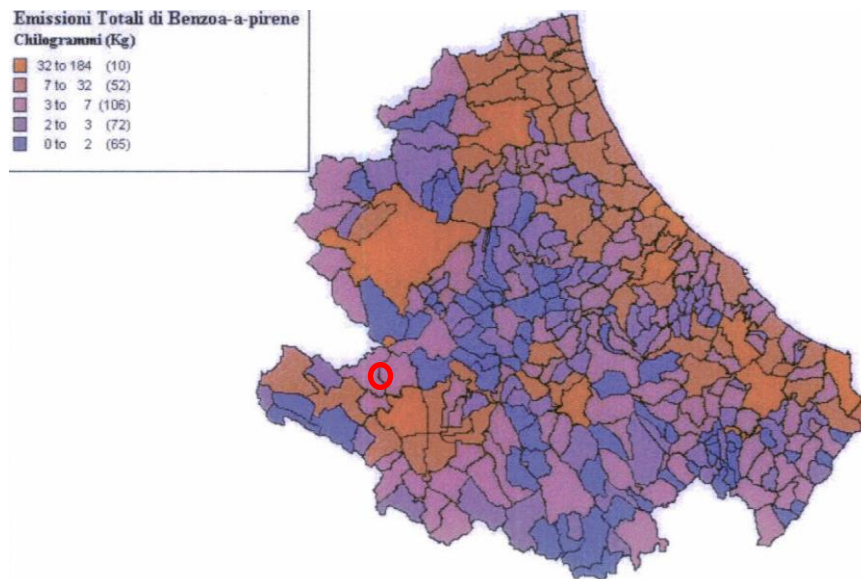 Emissioni Totali di Benzoa-a-pirene
Chilogrammi (Kg)
32 to 184 (10)
7 to 32 (52)
3 to 7 (106)
2 to 3 (72)
0 to 2 (65)